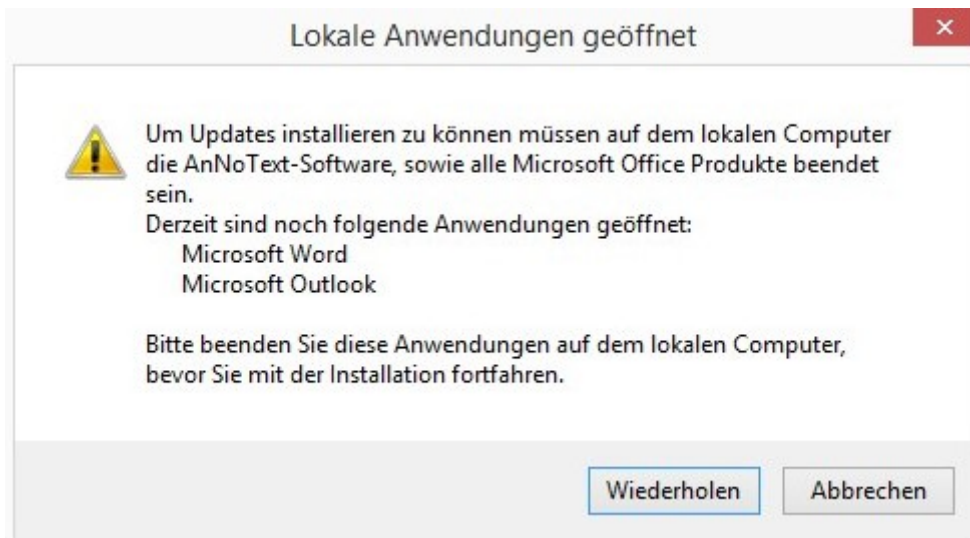 Lokale Anwendungen geöffnet
Um Updates installieren zu können müssen auf dem lokalen Computer
die AnNoText-Software, sowie alle Microsoft Office Produkte beendet
sein.
Derzeit sind noch folgende Anwendungen geöffnet:
Microsoft Word
Microsoft Outlook
Bitte beenden Sie diese Anwendungen auf dem lokalen Computer,
bevor Sie mit der Installation fortfahren.
Wiederholen Abbrechen